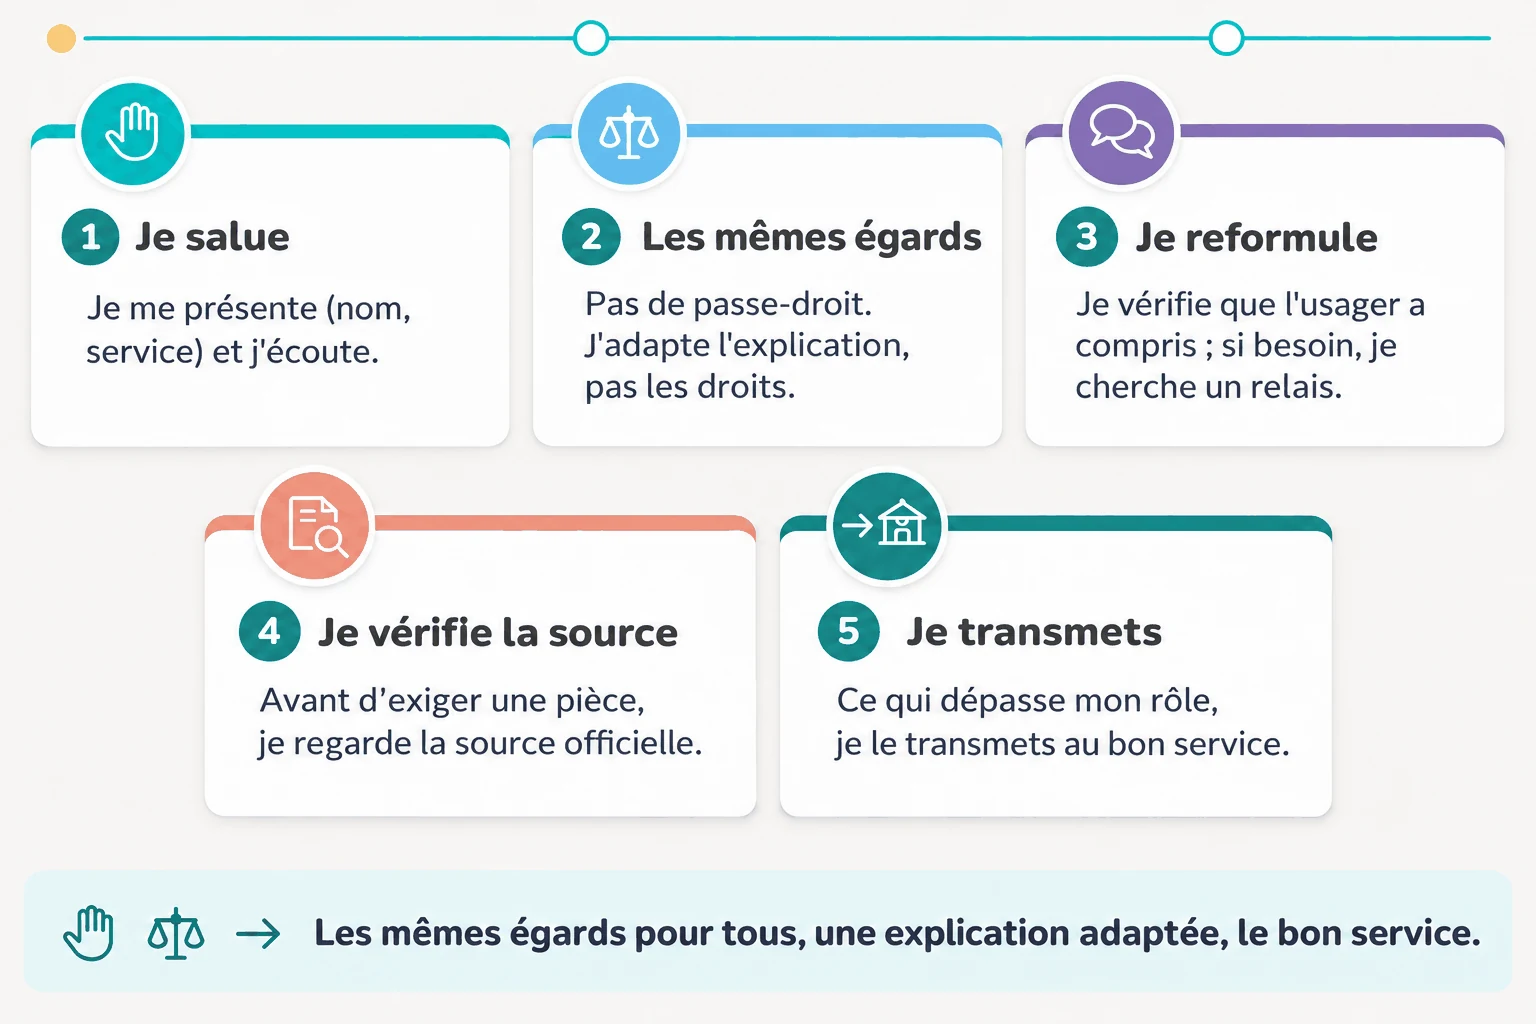 1 Je salue
Je me présente (nom,
service) et j'écoute.
2 Les mêmes égards
Pas de passe-droit.
J'adapte l'explication,
pas les droits.
3 Je reformule
Je vérifie que l'usager a
compris ; si besoin, je
cherche un relais.
4 Je vérifie la source
Avant d'exiger une pièce,
je regarde la source officielle.
5 Je transmets
Ce qui dépasse mon rôle,
je le transmets au bon service.
Les mêmes égards pour tous, une explication adaptée, le bon service.